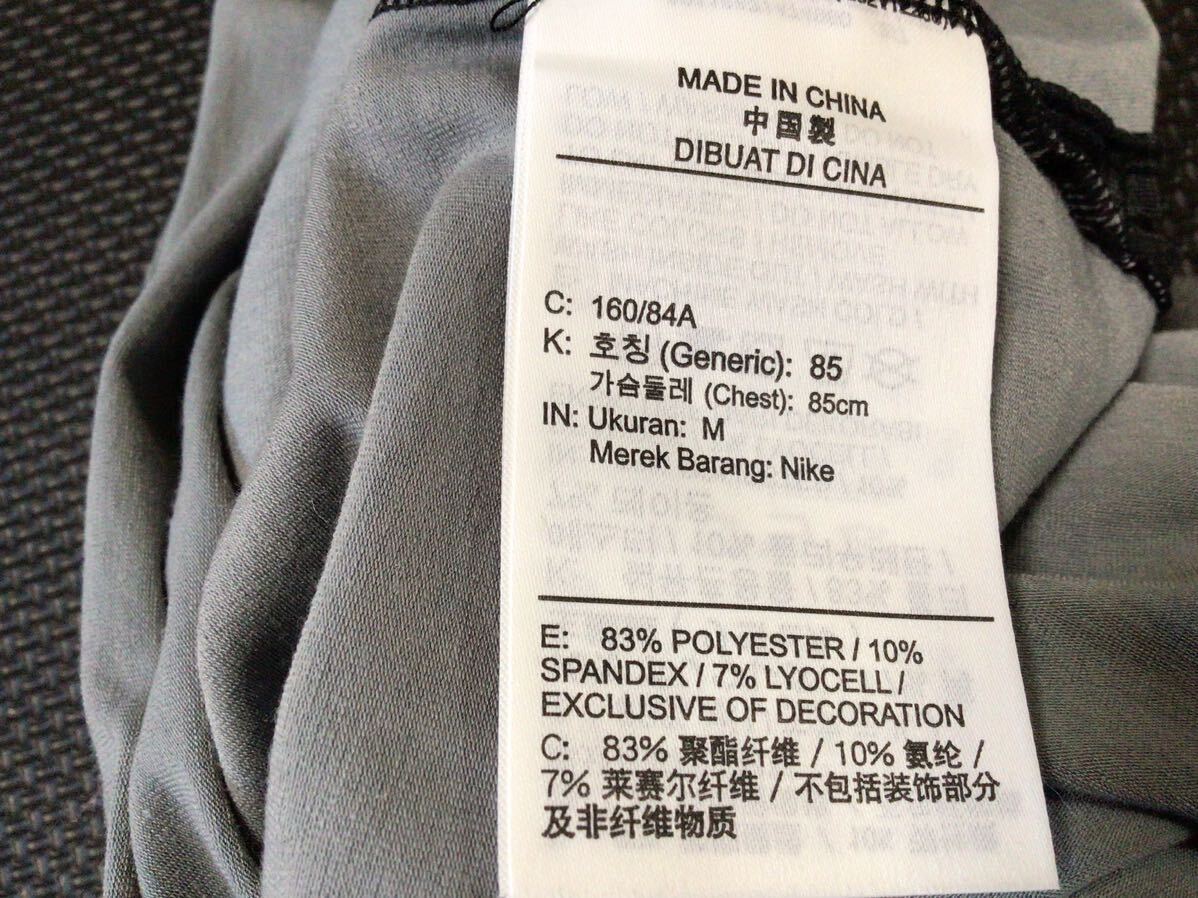 MADE IN CHINA
中国製
DIBUAT DI CINA
C: 160/84A
K: 호칭 (Generic): 85
가슴둘레 (Chest): 85cm
IN: Ukuran: M
Merek Barang: Nike
E: 83% POLYESTER / 10%
SPANDEX / 7% LYOCELL /
EXCLUSIVE OF DECORATION
C: 83% 聚酯纤维 / 10% 氨纶 /
7% 莱赛尔纤维 / 不包括装饰部分
及非纤维物质